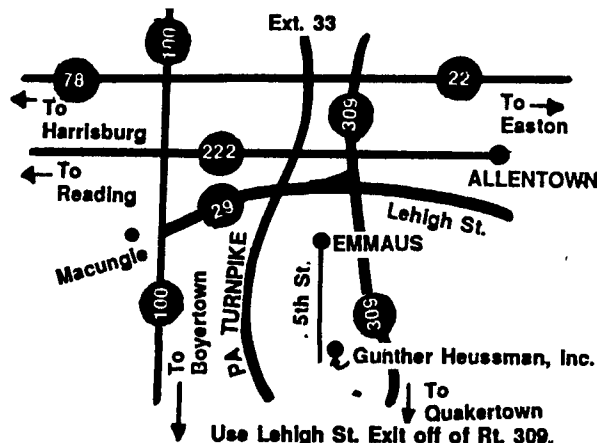 Ext. 33
100
78
22
To
Harrisburg
To
Easton
309
222
To
Reading
ALLENTOWN
29
Lehigh St.
Macungie
EMMAUS
PA TURNPIKE
5th St.
100
To
Boyertown
309
Gunther Heussman, Inc.
To
Quakertown
Use Lehigh St. Exit off of Rt. 309.